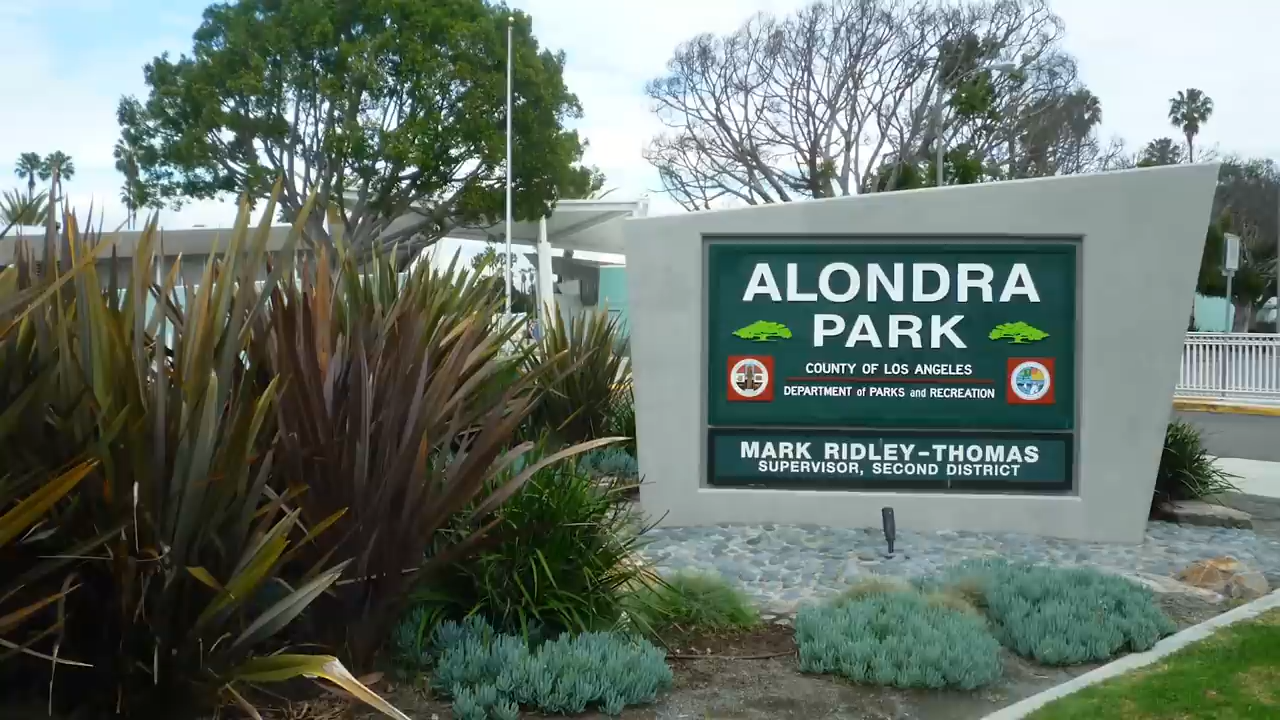 ALONDRA
PARK
COUNTY OF LOS ANGELES
DEPARTMENT of PARKS and RECREATION
MARK RIDLEY-THOMAS
SUPERVISOR, SECOND DISTRICT